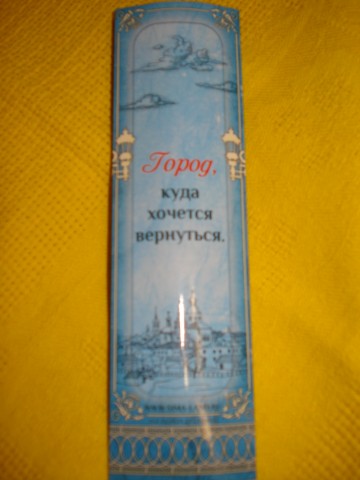 Город,
куда
хочется
вернуться.